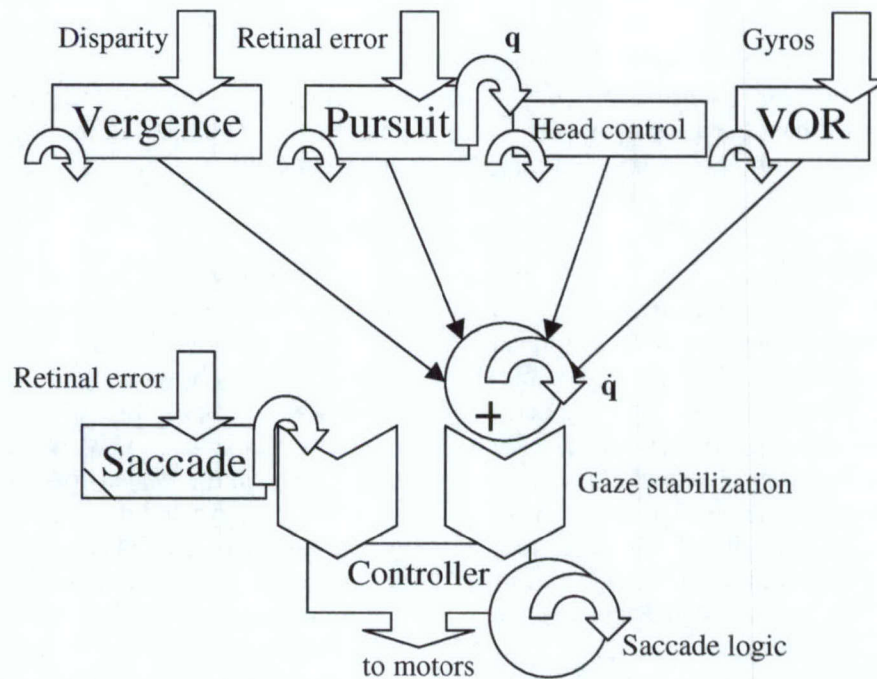 Disparity
Retinal error
q
Gyros
Vergence
Pursuit
Head control
VOR
Retinal error
q̇
+
Saccade
Gaze stabilization
Controller
Saccade logic
to motors